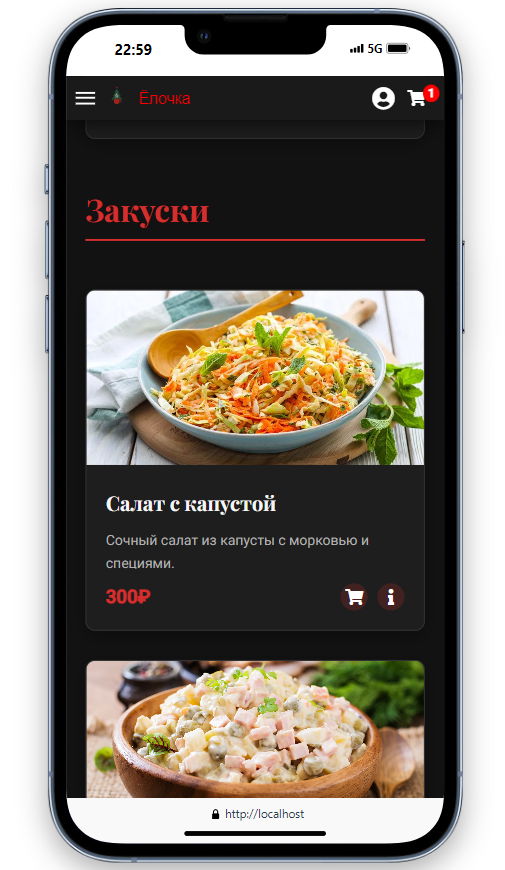 22:59
5G
Ёлочка
1
Закуски
Салат с капустой
Сочный салат из капусты с морковью и
специями.
300₽
http://localhost